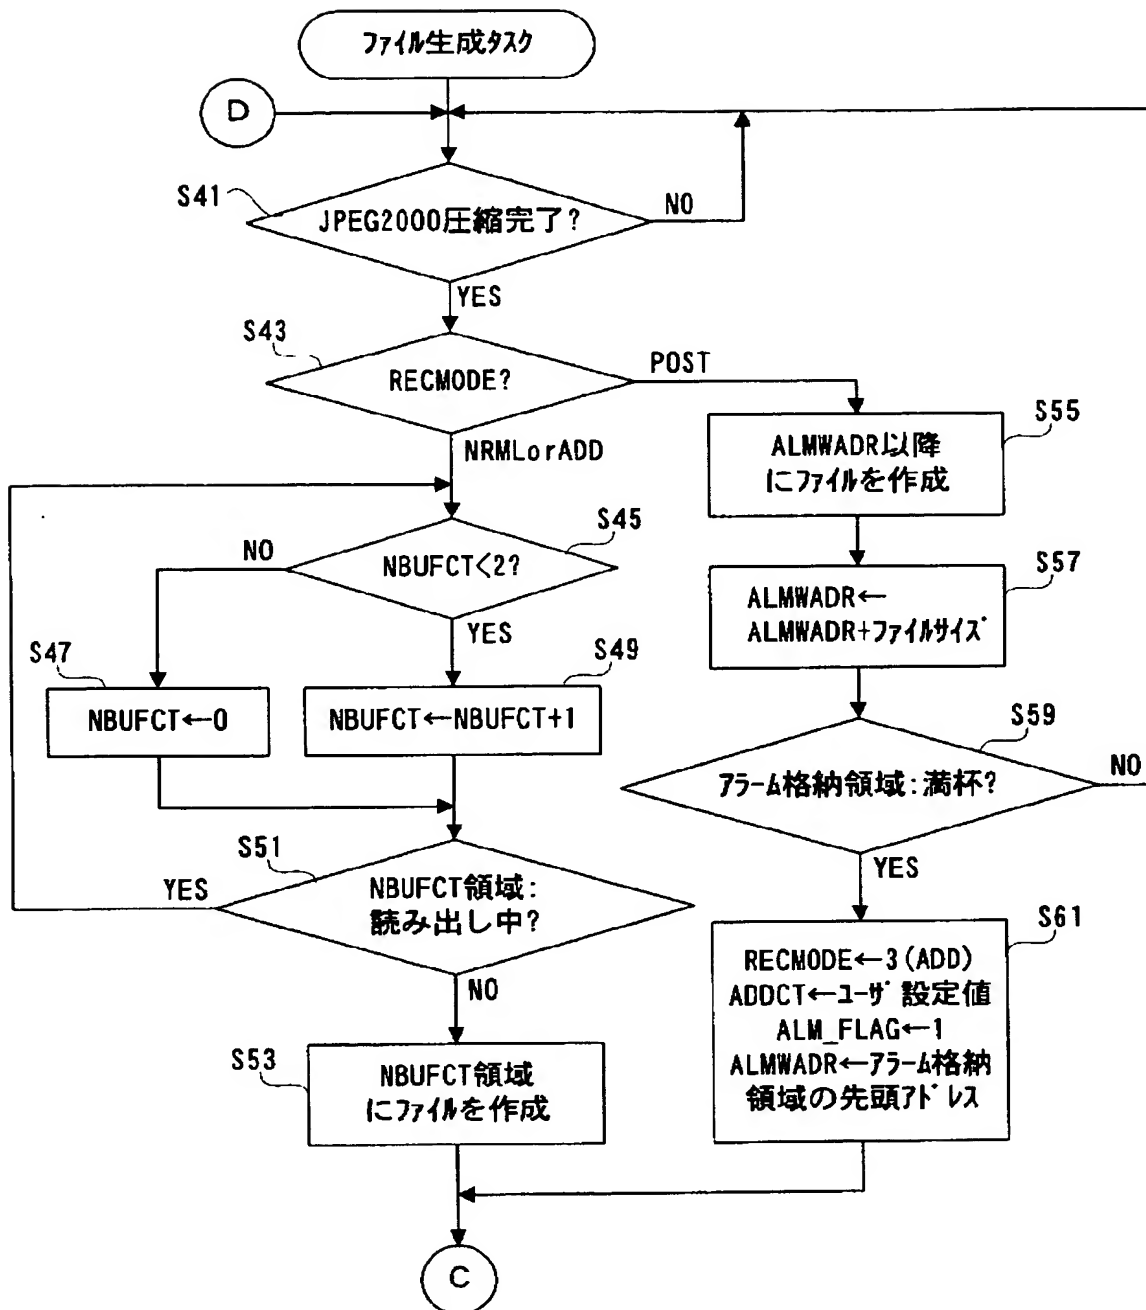 ファイル生成タスク
D
S41
JPEG2000圧縮完了?
NO
YES
S43
RECMODE?
POST
NRMLorADD
S55
ALMWADR以降
にファイルを作成
S45
NBUFCT<2?
NO
YES
S57
ALMWADR←
ALMWADR+ファイルサイズ
S47
NBUFCT←0
S49
NBUFCT←NBUFCT+1
S59
アラーム格納領域:満杯?
NO
YES
S51
NBUFCT領域:
読み出し中?
YES
NO
S61
RECMODE←3(ADD)
ADDCT←ユーザ設定値
ALM_FLAG←1
ALMWADR←アラーム格納
領域の先頭アドレス
S53
NBUFCT領域
にファイルを作成
C